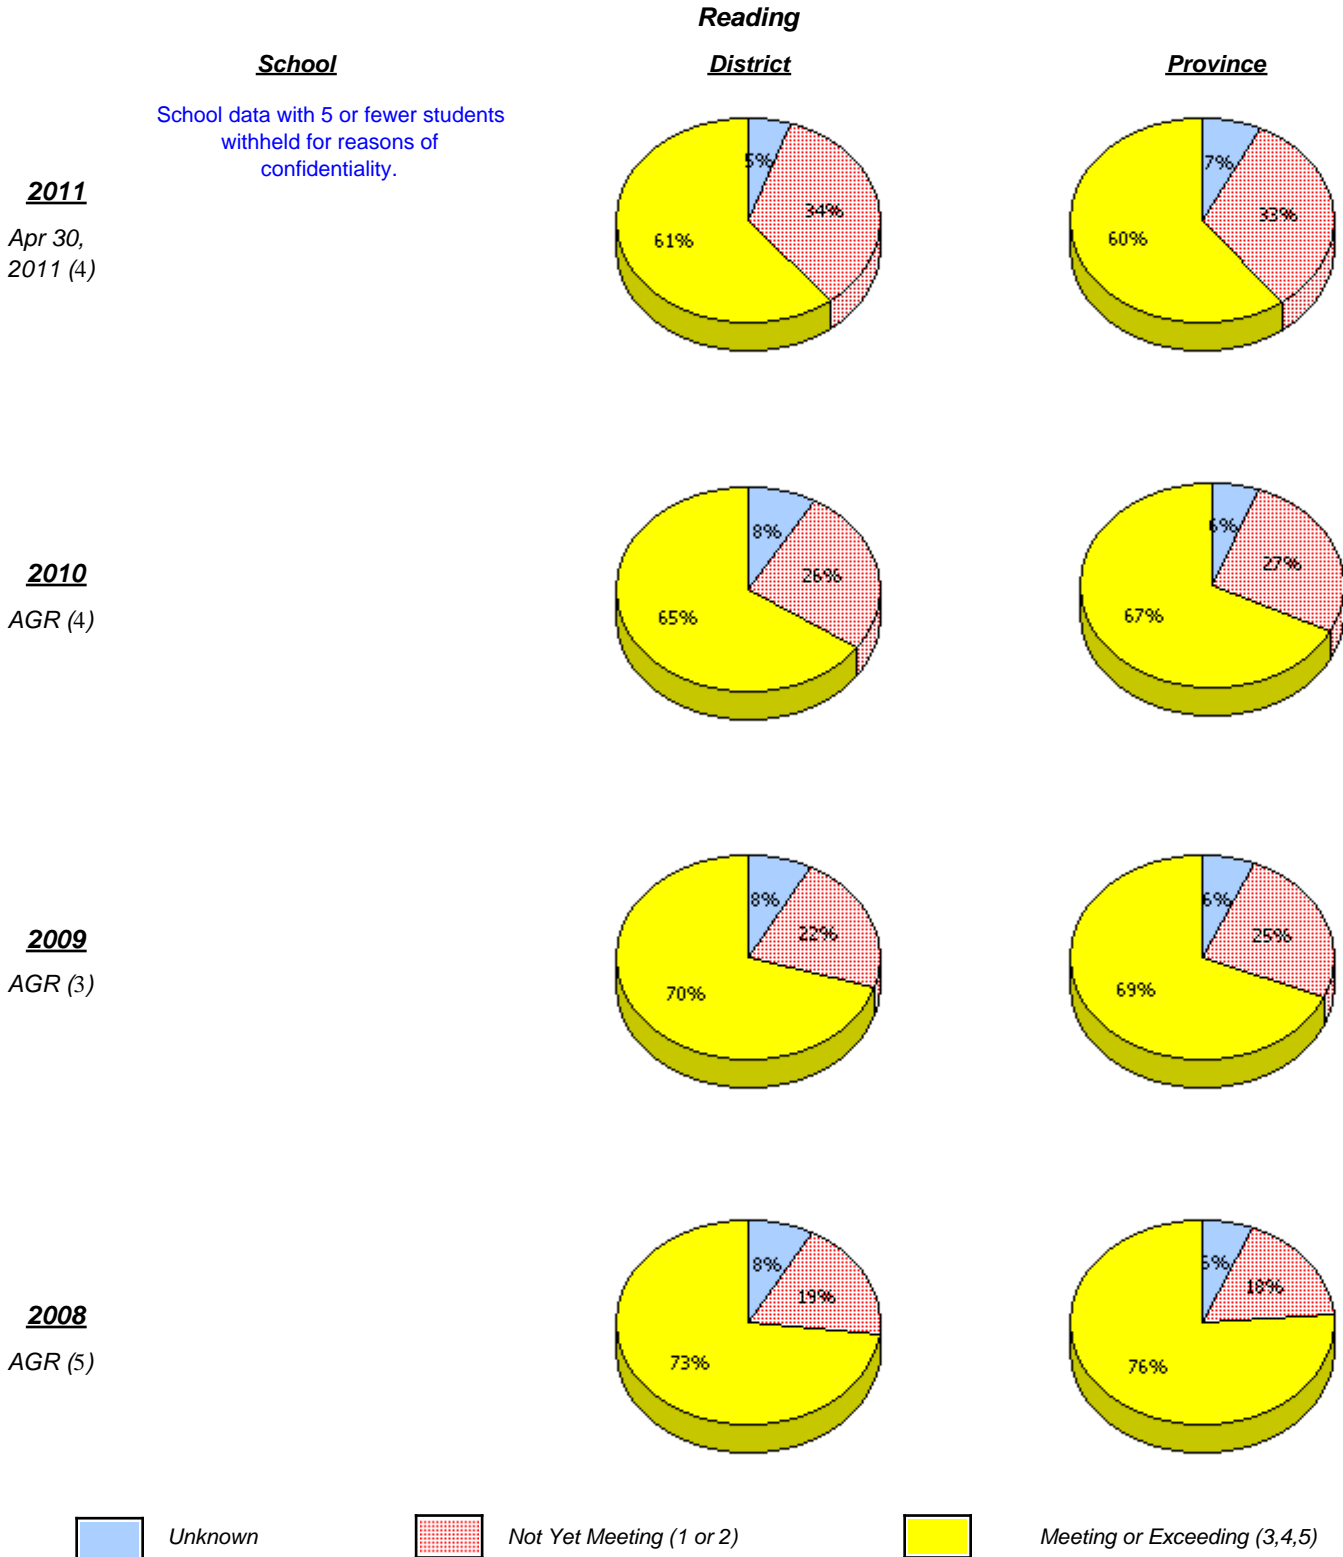 Reading
School
District
Province
School data with 5 or fewer students
withheld for reasons of
confidentiality.
2011
Apr 30,
2011 (4)
5%
34%
61%
7%
33%
60%
2010
AGR (4)
8%
26%
65%
6%
27%
67%
2009
AGR (3)
8%
22%
70%
6%
25%
69%
2008
AGR (5)
8%
19%
73%
18%
76%
Unknown
Not Yet Meeting (1 or 2)
Meeting or Exceeding (3,4,5)